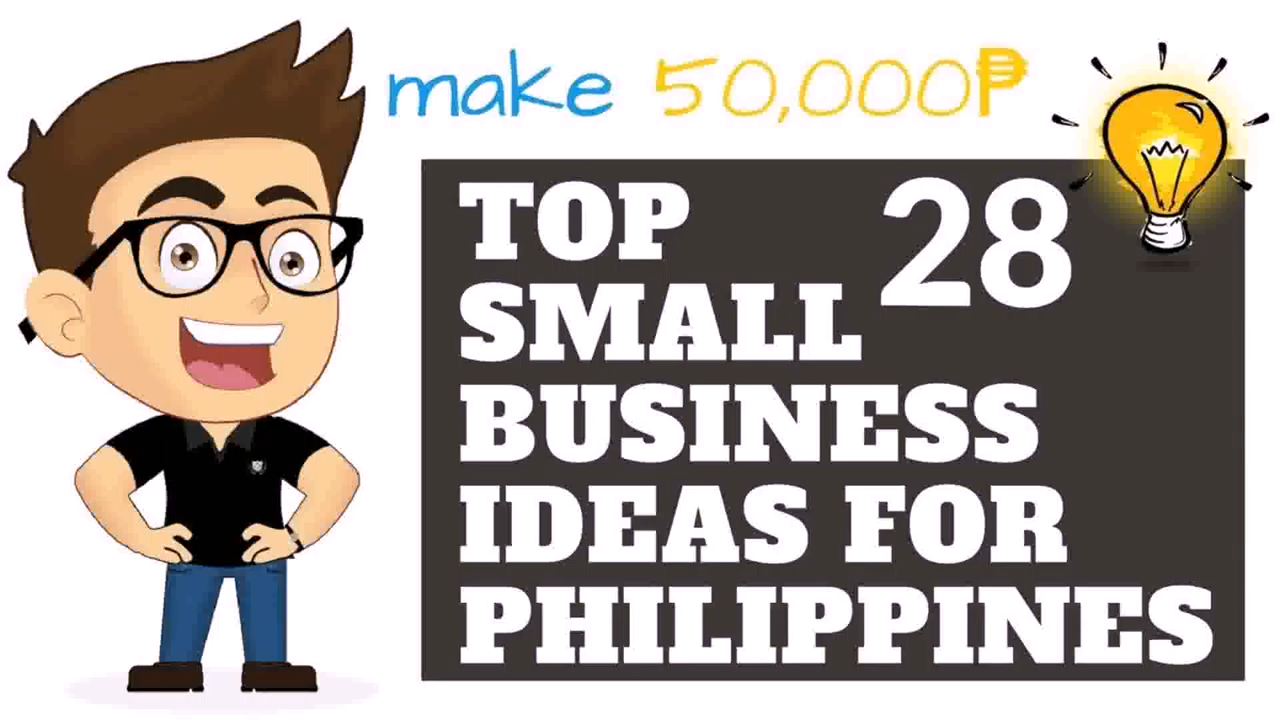 make 50,000₱
TOP 28
SMALL
BUSINESS
IDEAS FOR
PHILIPPINES